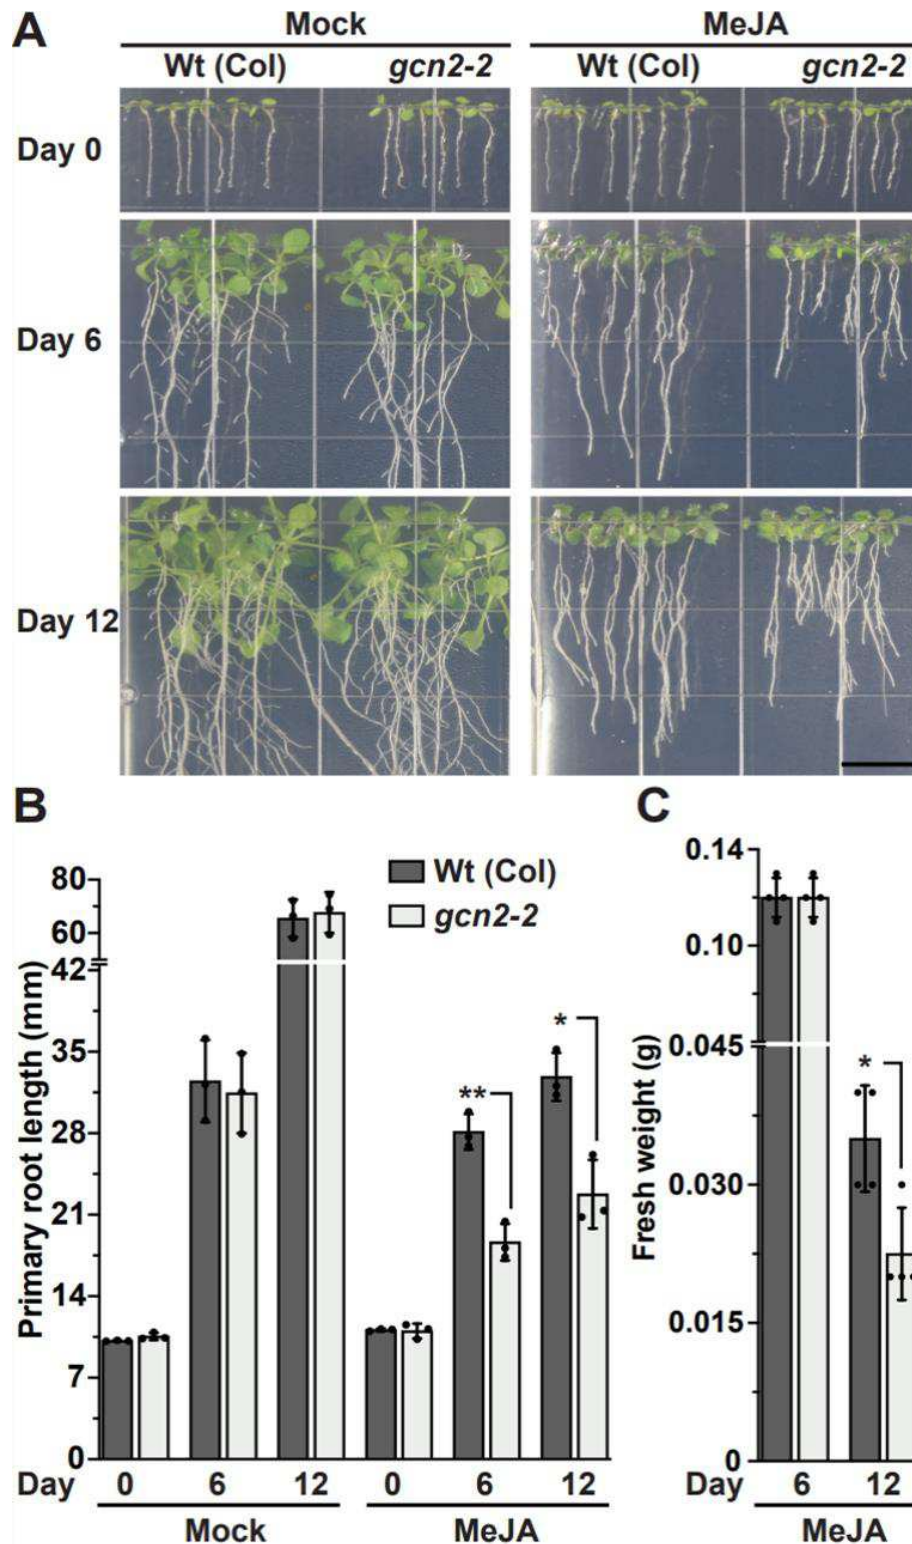 A
Mock
MeJA
Wt (Col)
gcn2-2
Wt (Col)
gcn2-2
Day 0
Day 6
Day 12
B
Primary root length (mm)
80
60
42
35
28
21
14
7
0
Wt (Col)
gcn2-2
**
*
Day
0
6
12
0
6
12
Mock
MeJA
C
Fresh weight (g)
0.14
0.10
0.045
0.030
0.015
0
*
Day
6
12
MeJA